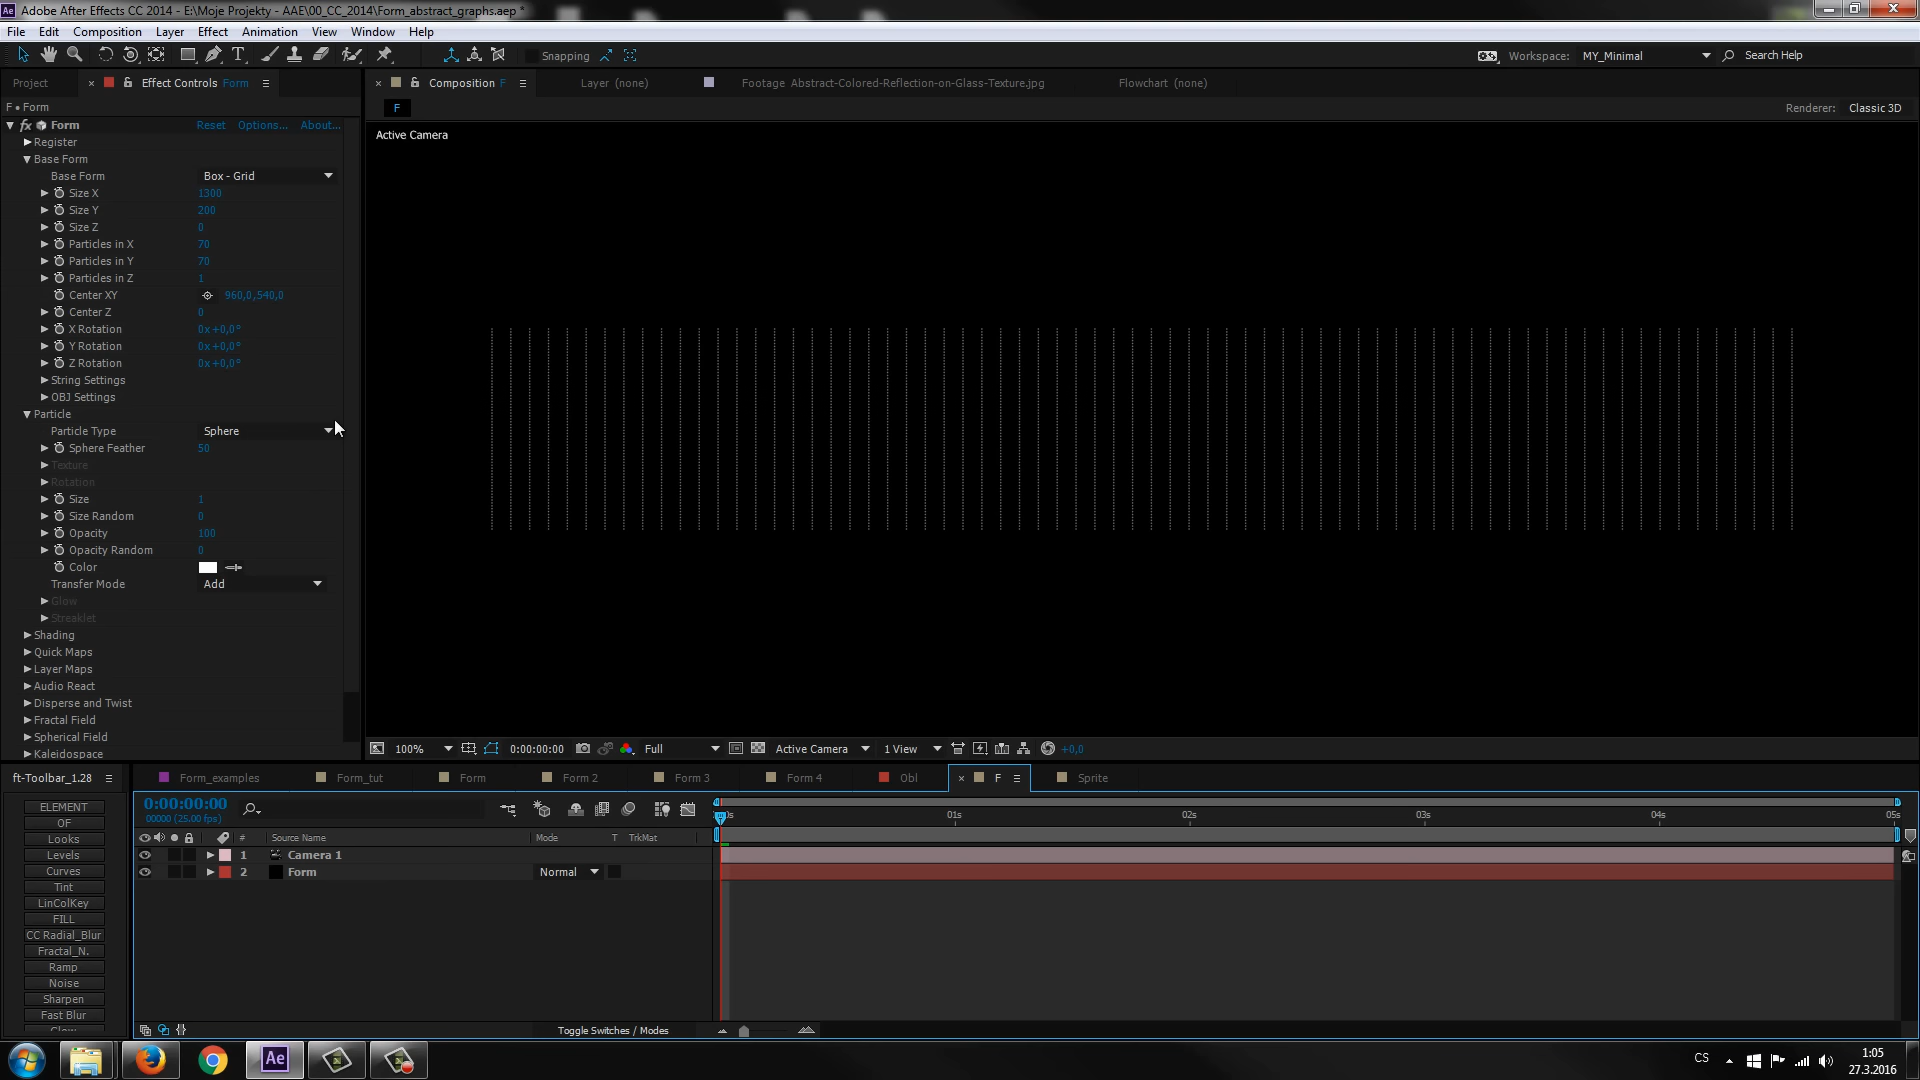 Adobe After Effects CC 2014 - E:\Moje Projekty - AAE\00_CC_2014\Form_abstract_graphs.aep *
File Edit Composition Layer Effect Animation View Window Help
Snapping
Workspace: MY_Minimal Search Help
Project × Effect Controls Form
× Composition F Layer (none) Footage Abstract-Colored-Reflection-on-Glass-Texture.jpg Flowchart (none)
F • Form
F Renderer: Classic 3D
Active Camera
fx Form Reset Options... About...
Register
Base Form
Base Form Box - Grid
Size X 1300
Size Y 200
Size Z 0
Particles in X 70
Particles in Y 70
Particles in Z 1
Center XY 960,0,540,0
Center Z 0
X Rotation 0x+0,0°
Y Rotation 0x+0,0°
Z Rotation 0x+0,0°
String Settings
OBJ Settings
Particle
Particle Type Sphere
Sphere Feather 50
Texture
Rotation
Size 1
Size Random 0
Opacity 100
Opacity Random 0
Color
Transfer Mode Add
Glow
Streaklet
Shading
Quick Maps
Layer Maps
Audio React
Disperse and Twist
Fractal Field
Spherical Field
Kaleidospace
100% 0:00:00:00 Full Active Camera 1 View +0,0
ft-Toolbar_1.28
Form_examples Form_tut Form Form 2 Form 3 Form 4 Obl × F Sprite
ELEMENT
OF
Looks
Levels
Curves
Tint
LinColKey
FILL
CC Radial_Blur
Fractal_N.
Ramp
Noise
Sharpen
Fast Blur
Glow
0:00:00:00
00000 (25.00 fps)
01s 02s 03s 04s 05s
# Source Name Mode T TrkMat
1 Camera 1
2 Form Normal
Toggle Switches / Modes
Ae
CS
1:05
27.3.2016